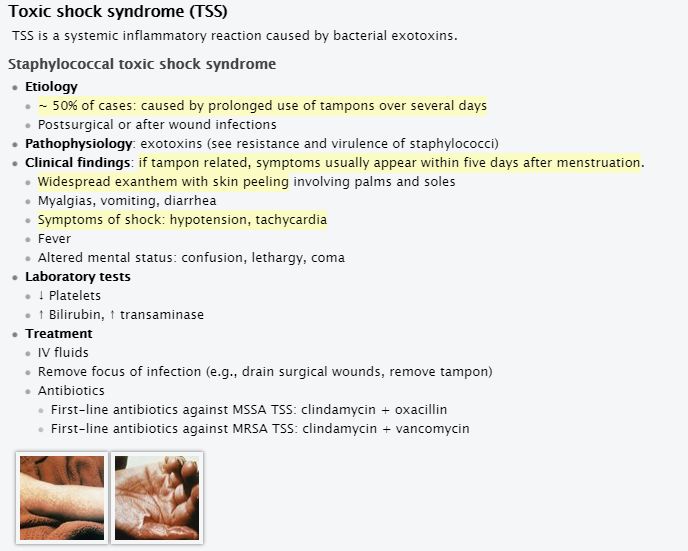 Toxic shock syndrome (TSS)
TSS is a systemic inflammatory reaction caused by bacterial exotoxins.
Staphylococcal toxic shock syndrome
Etiology
~ 50% of cases: caused by prolonged use of tampons over several days
Postsurgical or after wound infections
Pathophysiology: exotoxins (see resistance and virulence of staphylococci)
Clinical findings: if tampon related, symptoms usually appear within five days after menstruation.
Widespread exanthem with skin peeling involving palms and soles
Myalgias, vomiting, diarrhea
Symptoms of shock: hypotension, tachycardia
Fever
Altered mental status: confusion, lethargy, coma
Laboratory tests
↓ Platelets
↑ Bilirubin, ↑ transaminase
Treatment
IV fluids
Remove focus of infection (e.g., drain surgical wounds, remove tampon)
Antibiotics
First-line antibiotics against MSSA TSS: clindamycin + oxacillin
First-line antibiotics against MRSA TSS: clindamycin + vancomycin